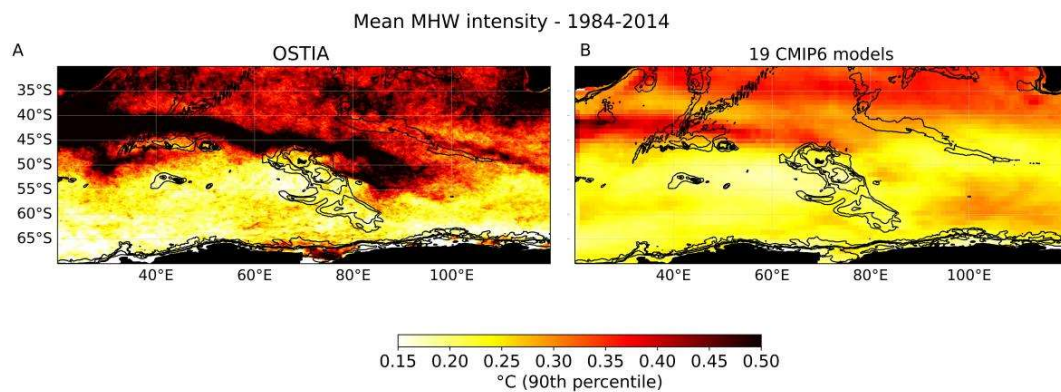 Mean MHW intensity - 1984-2014
A
OSTIA
B
19 CMIP6 models
35°S
40°S
45°S
50°S
55°S
60°S
65°S
40°E
60°E
80°E
100°E
40°E
60°E
80°E
100°E
0.15 0.20 0.25 0.30 0.35 0.40 0.45 0.50
°C (90th percentile)